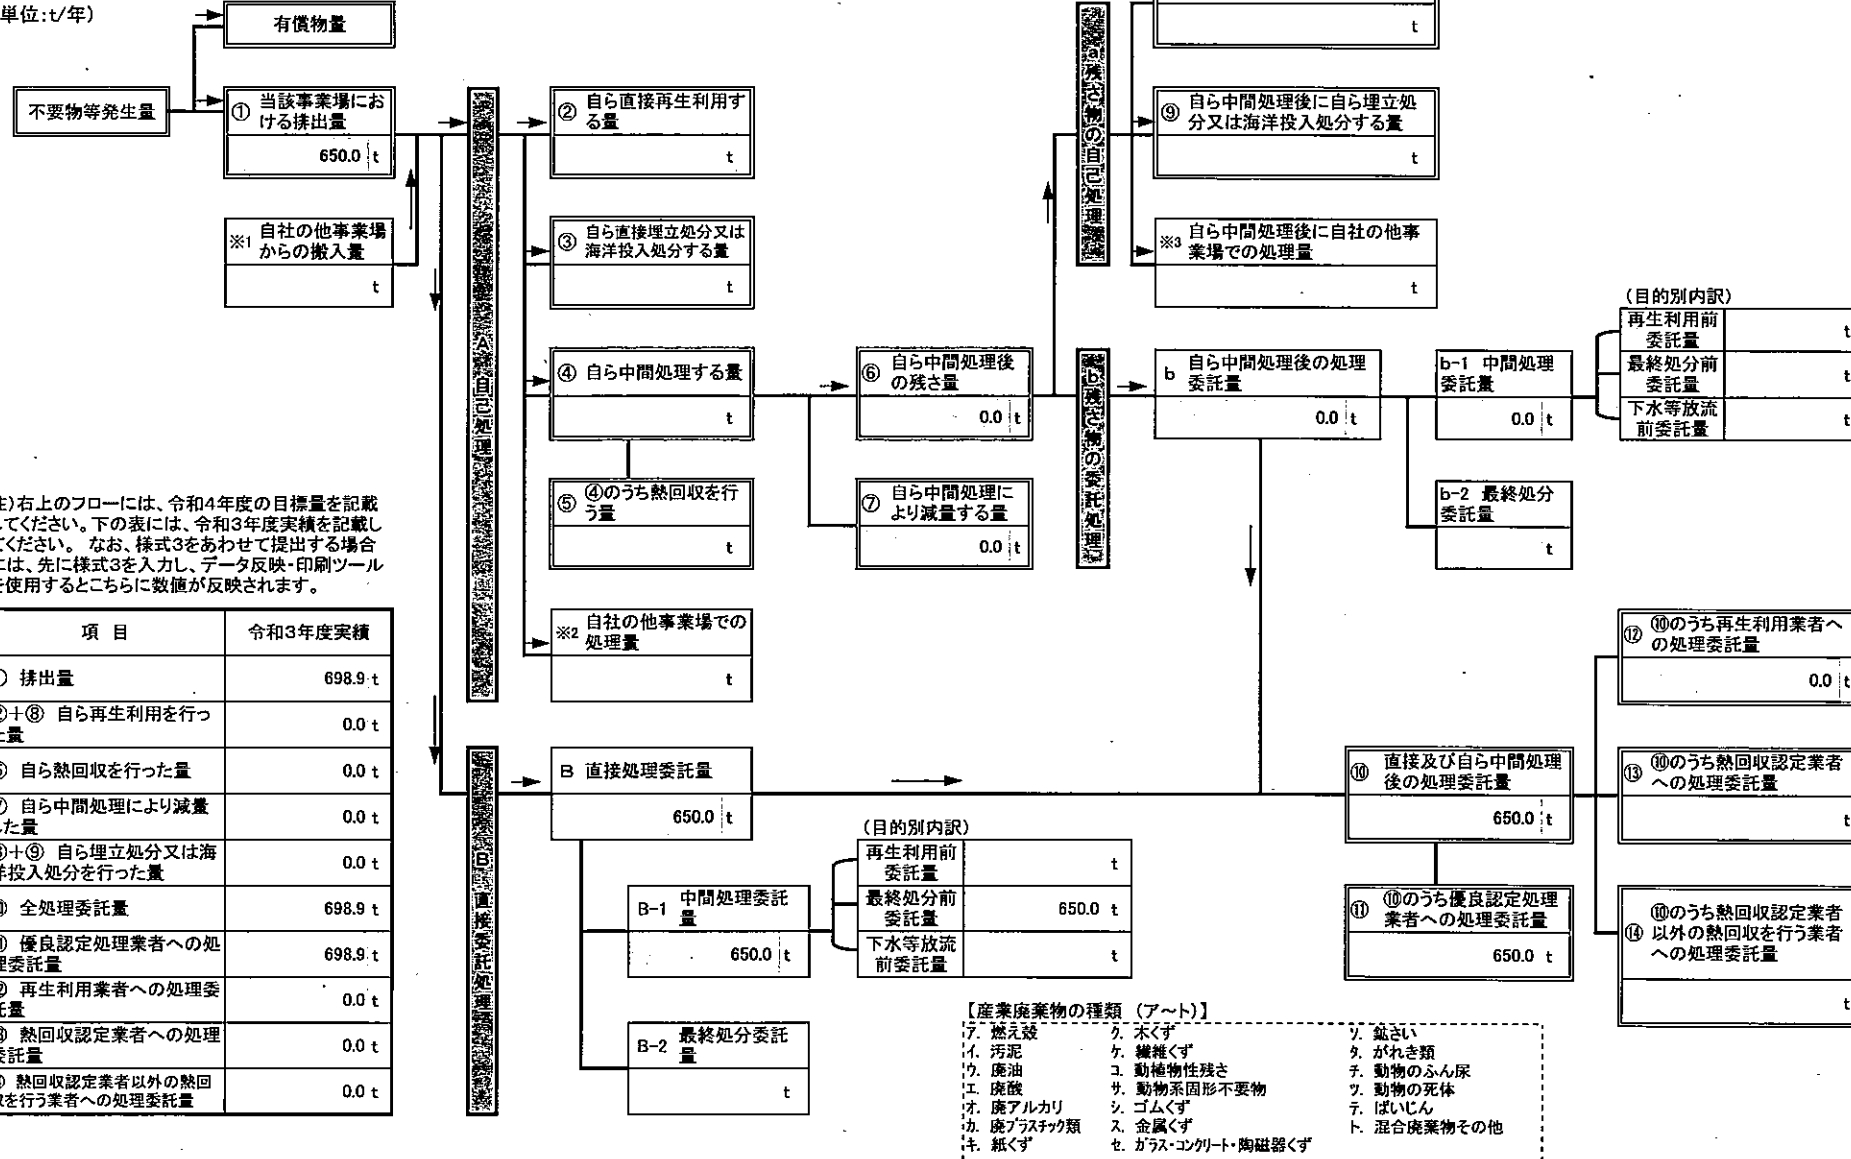 単位:t/年)
有償物量
不要物等発生量
① 当該事業場にお
ける排出量
650.0 t
※1 自社の他事業場
からの搬入量
t
A 自己処理
② 自ら直接再生利用す
る量
t
③ 自ら直接埋立処分又は
海洋投入処分する量
t
④ 自ら中間処理する量
t
⑤ ④のうち熱回収を行
う量
t
※2 自社の他事業場での
処理量
t
⑥ 自ら中間処理後
の残さ量
0.0 t
⑦ 自ら中間処理に
より減量する量
0.0 t
a残さ物の自己処理
t
⑨ 自ら中間処理後に自ら埋立処
分又は海洋投入処分する量
t
※3 自ら中間処理後に自社の他事
業場での処理量
t
b残さ物の委託処理
b 自ら中間処理後の処理
委託量
0.0 t
b-1 中間処理
委託量
0.0 t
(目的別内訳)
再生利用前
委託量
t
最終処分前
委託量
t
下水等放流
前委託量
t
b-2 最終処分
委託量
t
)右上のフローには、令和4年度の目標量を記載
してください。下の表には、令和3年度実績を記載し
てください。 なお、様式3をあわせて提出する場合
には、先に様式3を入力し、データ反映・印刷ツール
を使用するとこちらに数値が反映されます。
項 目 令和3年度実績
排出量 698.9 t
+⑧ 自ら再生利用を行っ
た量 0.0 t
自ら熱回収を行った量 0.0 t
自ら中間処理により減量
した量 0.0 t
+⑨ 自ら埋立処分又は海
洋投入処分を行った量 0.0 t
全処理委託量 698.9 t
優良認定処理業者への処
理委託量 698.9 t
再生利用業者への処理委
託量 0.0 t
熱回収認定業者への処理
委託量 0.0 t
熱回収認定業者以外の熱回
収を行う業者への処理委託量 0.0 t
B 直接委託処理
B 直接処理委託量
650.0 t
B-1 中間処理委託
量
650.0 t
(目的別内訳)
再生利用前
委託量
t
最終処分前
委託量
650.0 t
下水等放流
前委託量
t
B-2 最終処分委託
量
t
⑩ 直接及び自ら中間処理
後の処理委託量
650.0 t
⑪ ⑩のうち優良認定処理
業者への処理委託量
650.0 t
⑫ ⑩のうち再生利用業者へ
の処理委託量
0.0 t
⑬ ⑩のうち熱回収認定業者
への処理委託量
t
⑭ ⑩のうち熱回収認定業者
以外の熱回収を行う業者
への処理委託量
t
【産業廃棄物の種類 (ア~ト)】
ア. 燃え殻 ク. 木くず ソ. 鉱さい
イ. 汚泥 ケ. 繊維くず タ. がれき類
ウ. 廃油 コ. 動植物性残さ チ. 動物のふん尿
エ. 廃酸 サ. 動物系固形不要物 ツ. 動物の死体
オ. 廃アルカリ シ. ゴムくず テ. ばいじん
カ. 廃プラスチック類 ス. 金属くず ト. 混合廃棄物その他
キ. 紙くず セ. ガラス・コンクリート・陶磁器くず